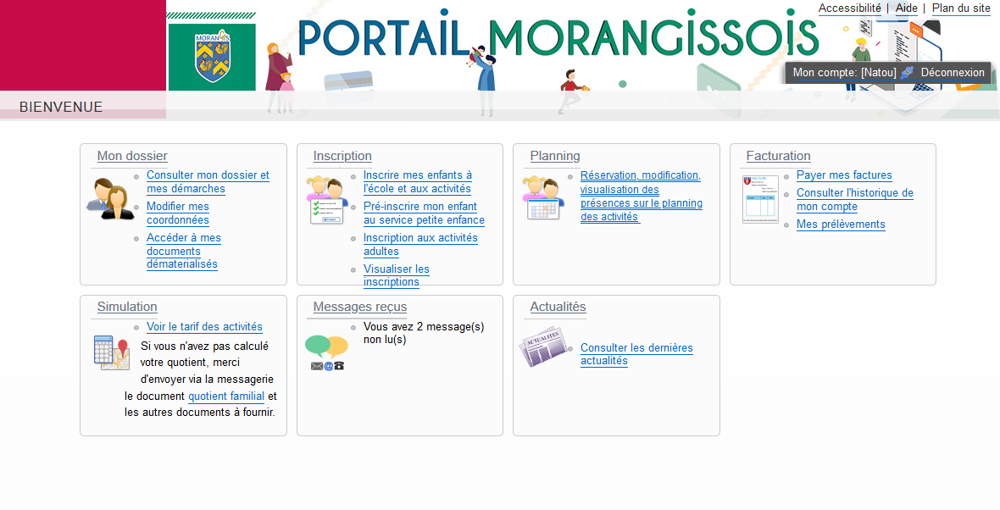 Accessibilité | Aide | Plan du site
MORANGIS
PORTAIL MORANGISSOIS
Mon compte: [Natou] Déconnexion
BIENVENUE
Mon dossier
Consulter mon dossier et
mes démarches
Modifier mes
coordonnées
Accéder à mes
documents
dématerialisés
Inscription
Inscrire mes enfants à
l'école et aux activités
Pré-inscrire mon enfant
au service petite enfance
Inscription aux activités
adultes
Visualiser les
inscriptions
Planning
Réservation, modification,
visualisation des
présences sur le planning
des activités
Facturation
Payer mes factures
Consulter l'historique de
mon compte
Mes prélèvements
Simulation
Voir le tarif des activités
Si vous n'avez pas calculé
votre quotient, merci
d'envoyer via la messagerie
le document quotient familial et
les autres documents à fournir.
Messages reçus
Vous avez 2 message(s)
non lu(s)
Actualités
ACTUALITÉS
Consulter les dernières
actualités